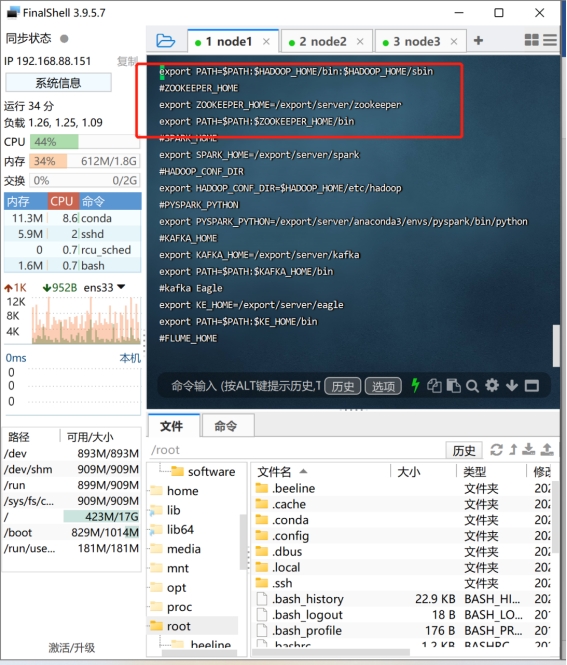 FinalShell 3.9.5.7
同步状态
IP 192.168.88.151 复制
系统信息
运行 34 分
负载 1.26, 1.25, 1.09
CPU 44%
内存 34% 612M/1.8G
交换 0% 0/2G
内存 CPU 命令
11.3M 8.6 conda
5.9M 2 sshd
0 0.7 rcu_sched
1.6M 0.7 bash
1K 952B ens33
12K
8K
4K
0ms 本机
0
0
0
路径 可用/大小
/dev 893M/893M
/dev/shm 909M/909M
/run 899M/909M
/sys/fs/c... 909M/909M
/ 423M/17G
/boot 829M/1014M
/run/use... 181M/181M
激活/升级
1 node1
2 node2
3 node3
export PATH=$PATH:$HADOOP_HOME/bin:$HADOOP_HOME/sbin
#ZOOKEEPER_HOME
export ZOOKEEPER_HOME=/export/server/zookeeper
export PATH=$PATH:$ZOOKEEPER_HOME/bin
#SPARK_HOME
export SPARK_HOME=/export/server/spark
#HADOOP_CONF_DIR
export HADOOP_CONF_DIR=$HADOOP_HOME/etc/hadoop
#PYSPARK_PYTHON
export PYSPARK_PYTHON=/export/server/anaconda3/envs/pyspark/bin/python
#KAFKA_HOME
export KAFKA_HOME=/export/server/kafka
export PATH=$PATH:$KAFKA_HOME/bin
#kafka Eagle
export KE_HOME=/export/server/eagle
export PATH=$PATH:$KE_HOME/bin
#FLUME_HOME
命令输入 (按ALT键提示历史,T 历史 选项
文件 命令
/root 历史
software
home
lib
lib64
media
mnt
opt
proc
root
.beeline
文件名 大小 类型 修改
.beeline 文件夹 202
.cache 文件夹 202
.conda 文件夹 202
.config 文件夹 202
.dbus 文件夹 202
.local 文件夹 202
.ssh 文件夹 202
.bash_history 22.9 KB BASH_HI... 202
.bash_logout 18 B BASH_LO... 201
.bash_profile 176 B BASH_PR... 201
.bashrc 1.2 KB BASHRC 202